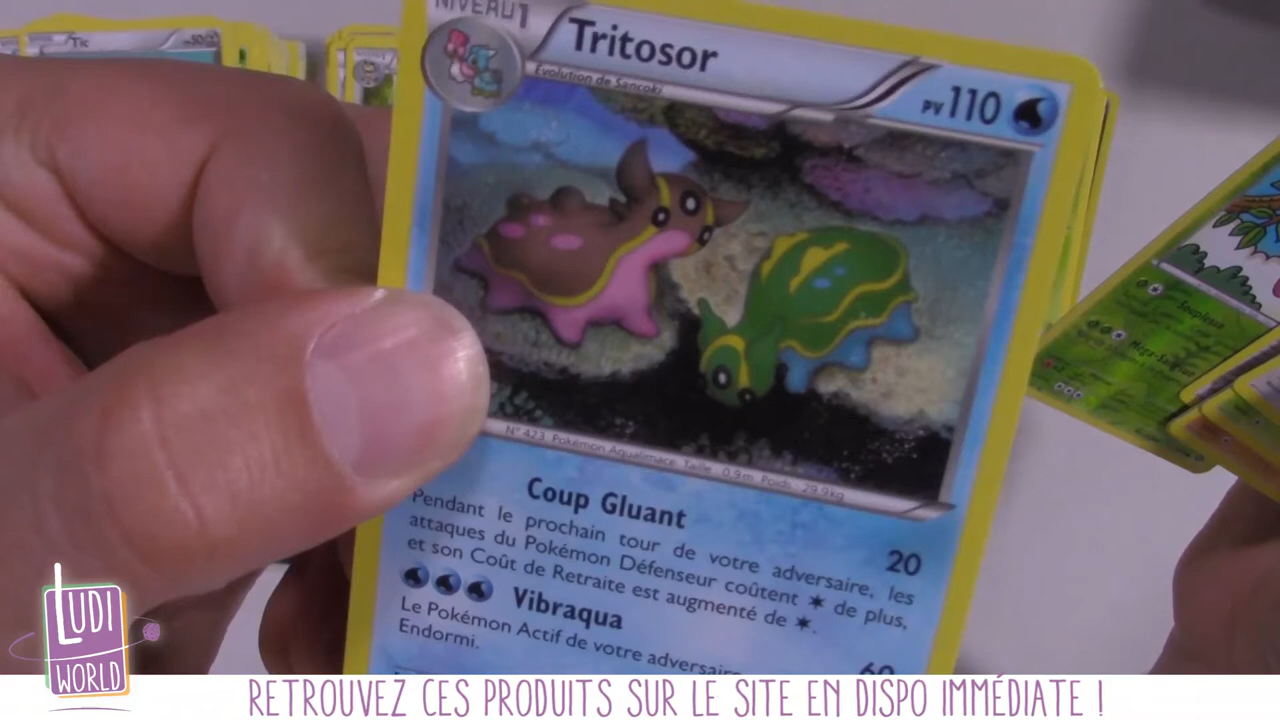 NIVEAU 1
Tritosor
Évolution de Sancoki
PV 110
Tic
N° 423 Pokémon Aqualimace Taille : 0,9m Poids : 29,9kg
Souplesse
Coup Gluant
20
Pendant le prochain tour de votre adversaire, les
attaques du Pokémon Défenseur coûtent de plus,
et son Coût de Retraite est augmenté de .
Vibraqua
60
Le Pokémon Actif de votre adversaire
Endormi.
LUDI
WORLD
RETROUVEZ CES PRODUITS SUR LE SITE EN DISPO IMMÉDIATE !